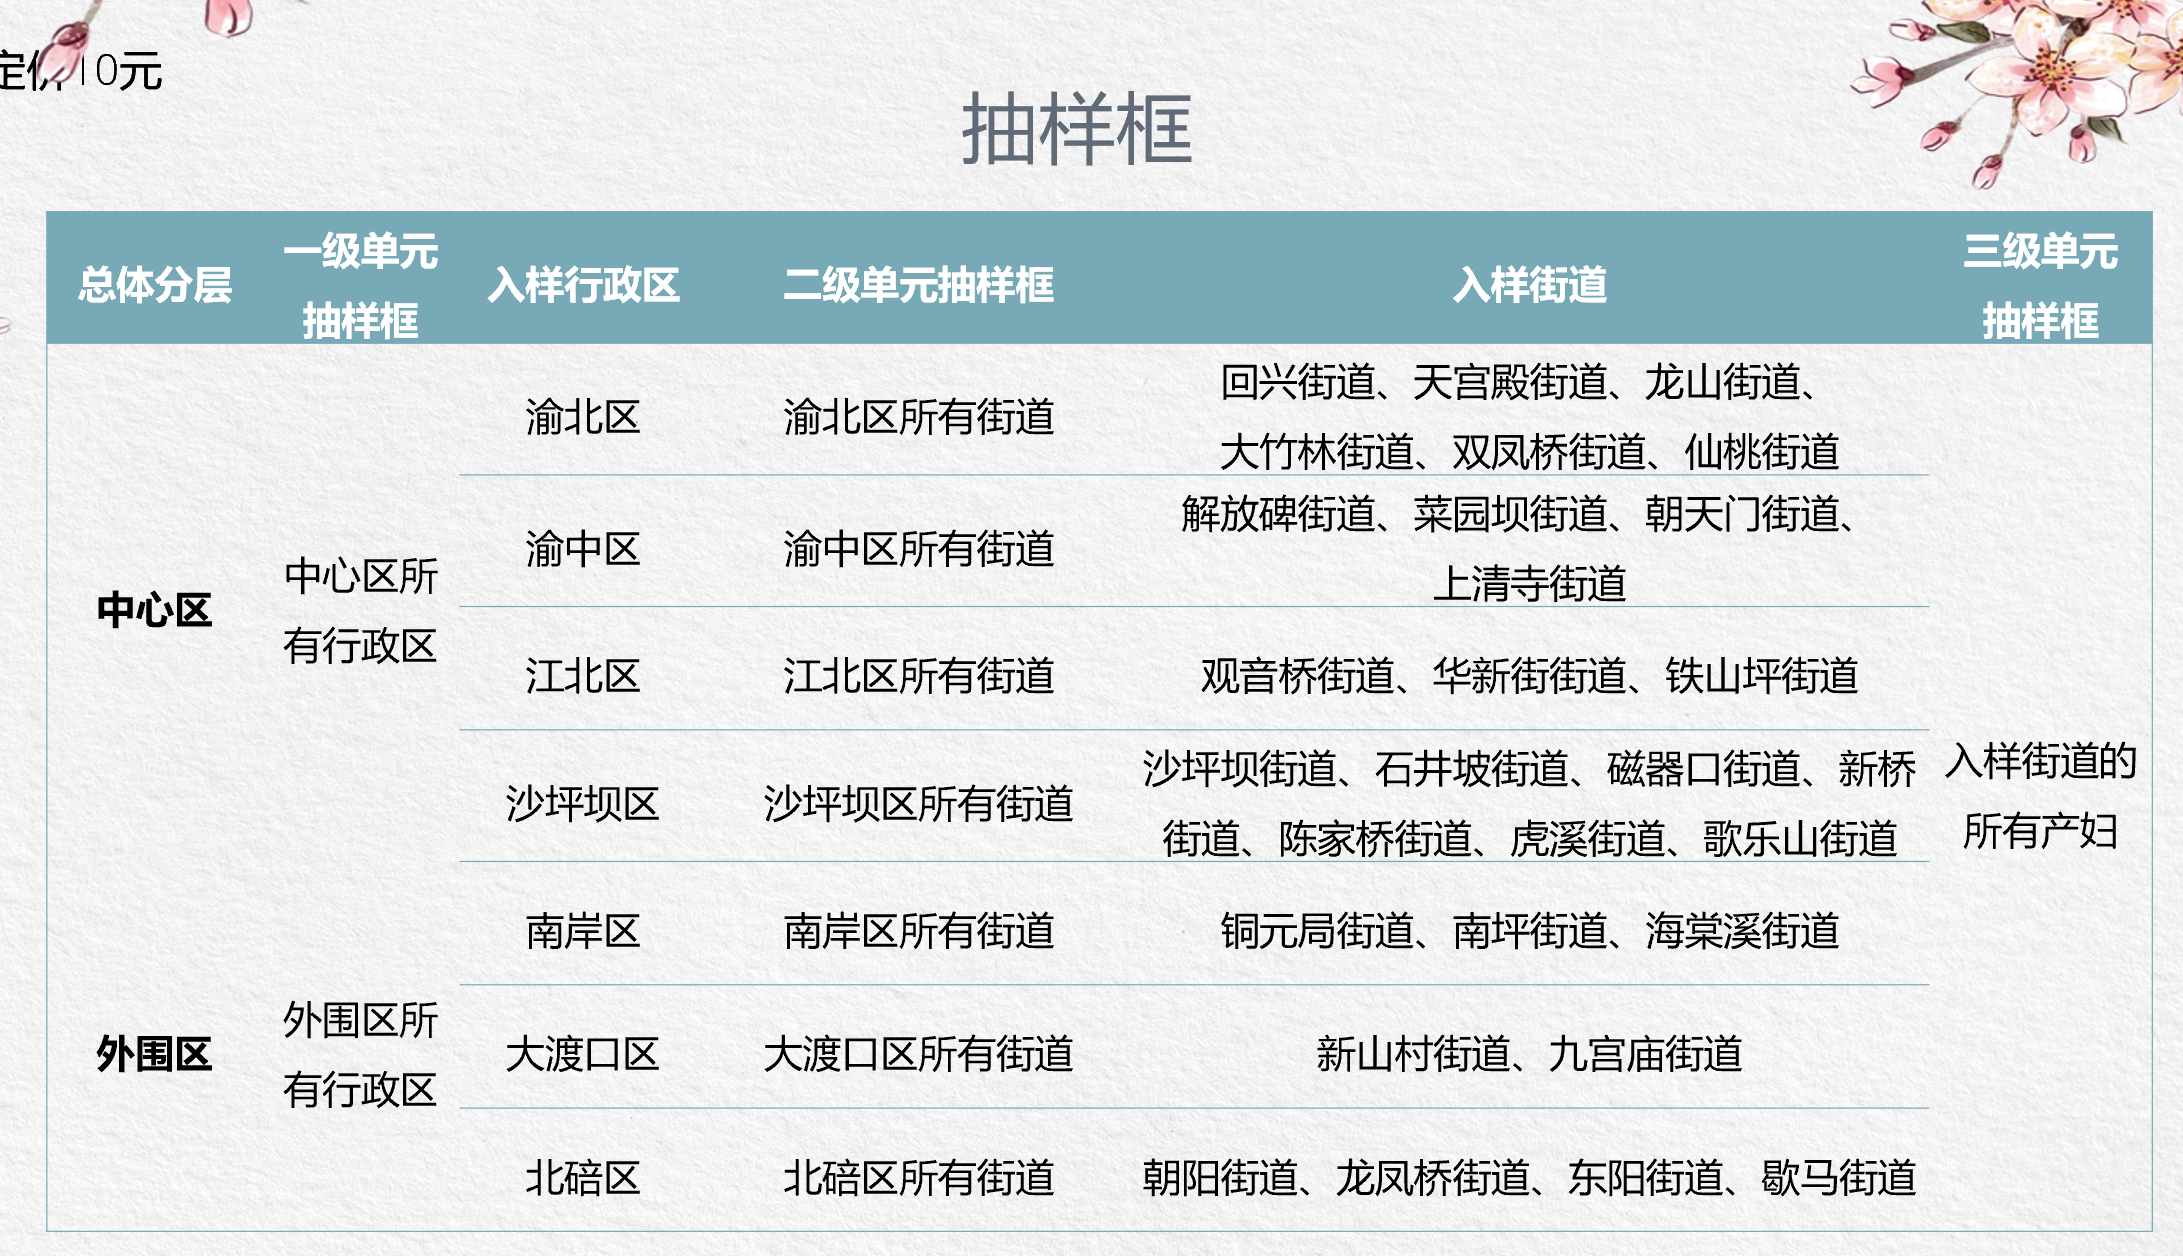 定价10元
抽样框
总体分层
一级单元
抽样框
入样行政区
二级单元抽样框
入样街道
三级单元
抽样框
中心区
中心区所
有行政区
渝北区
渝北区所有街道
回兴街道、天宫殿街道、龙山街道、
大竹林街道、双凤桥街道、仙桃街道
渝中区
渝中区所有街道
解放碑街道、菜园坝街道、朝天门街道、
上清寺街道
江北区
江北区所有街道
观音桥街道、华新街街道、铁山坪街道
沙坪坝区
沙坪坝区所有街道
沙坪坝街道、石井坡街道、磁器口街道、新桥
街道、陈家桥街道、虎溪街道、歌乐山街道
外围区
外围区所
有行政区
南岸区
南岸区所有街道
铜元局街道、南坪街道、海棠溪街道
大渡口区
大渡口区所有街道
新山村街道、九宫庙街道
北碚区
北碚区所有街道
朝阳街道、龙凤桥街道、东阳街道、歇马街道
入样街道的
所有产妇